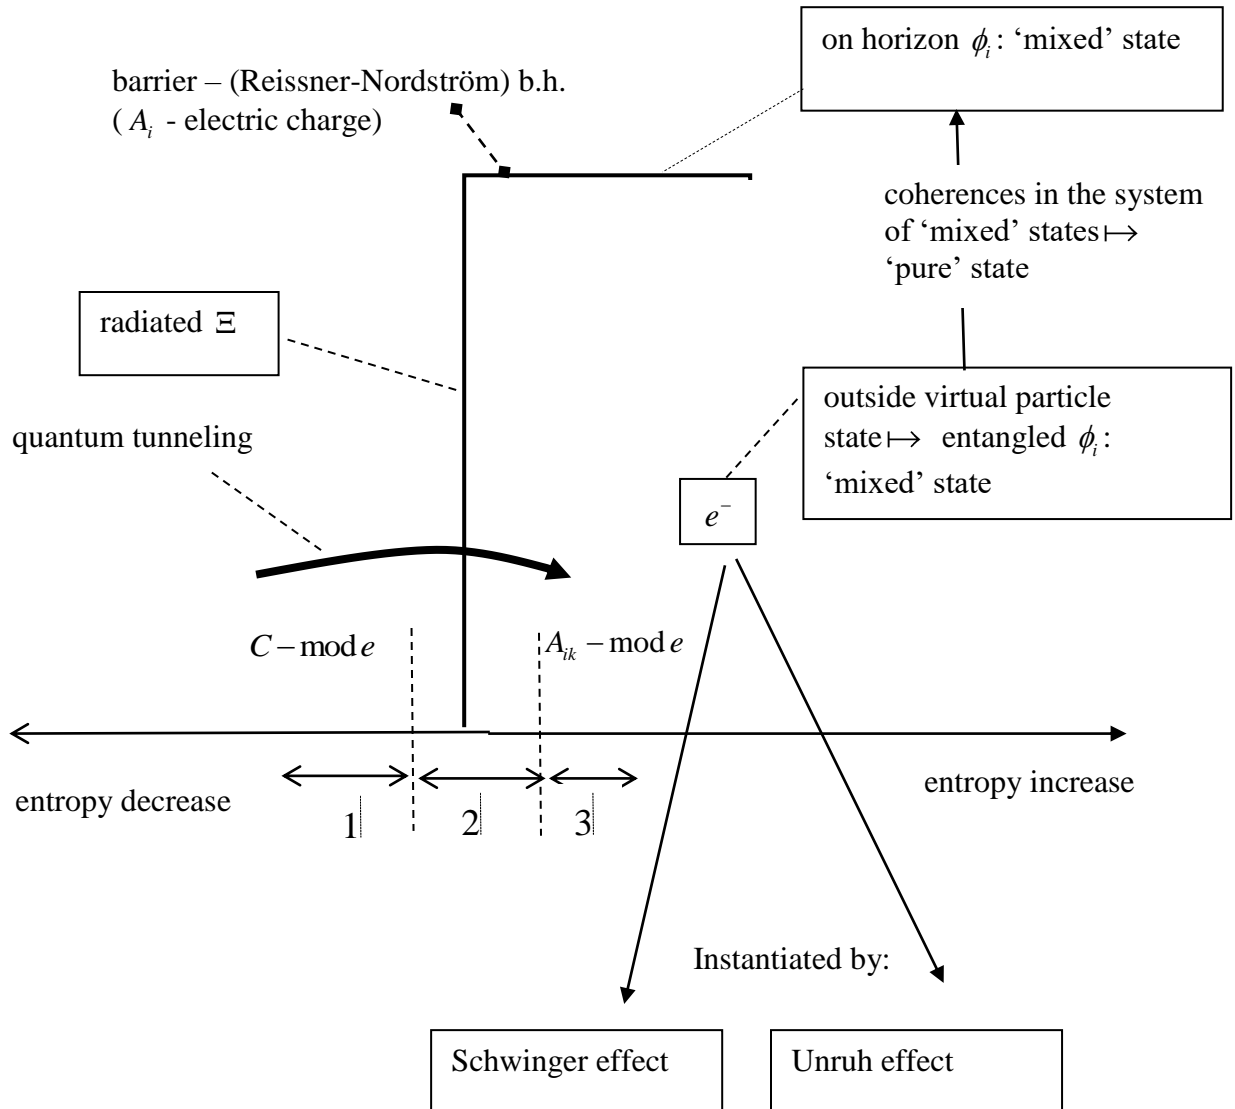 on horizon ϕᵢ: ‘mixed’ state
barrier – (Reissner-Nordström) b.h.
( Aᵢ - electric charge)
coherences in the system
of ‘mixed’ states ↦
‘pure’ state
radiated Ξ
outside virtual particle
state ↦ entangled ϕᵢ:
‘mixed’ state
quantum tunneling
e⁻
C – mod e
Aᵢₖ – mod e
entropy decrease
1
2
3
entropy increase
Instantiated by:
Schwinger effect
Unruh effect